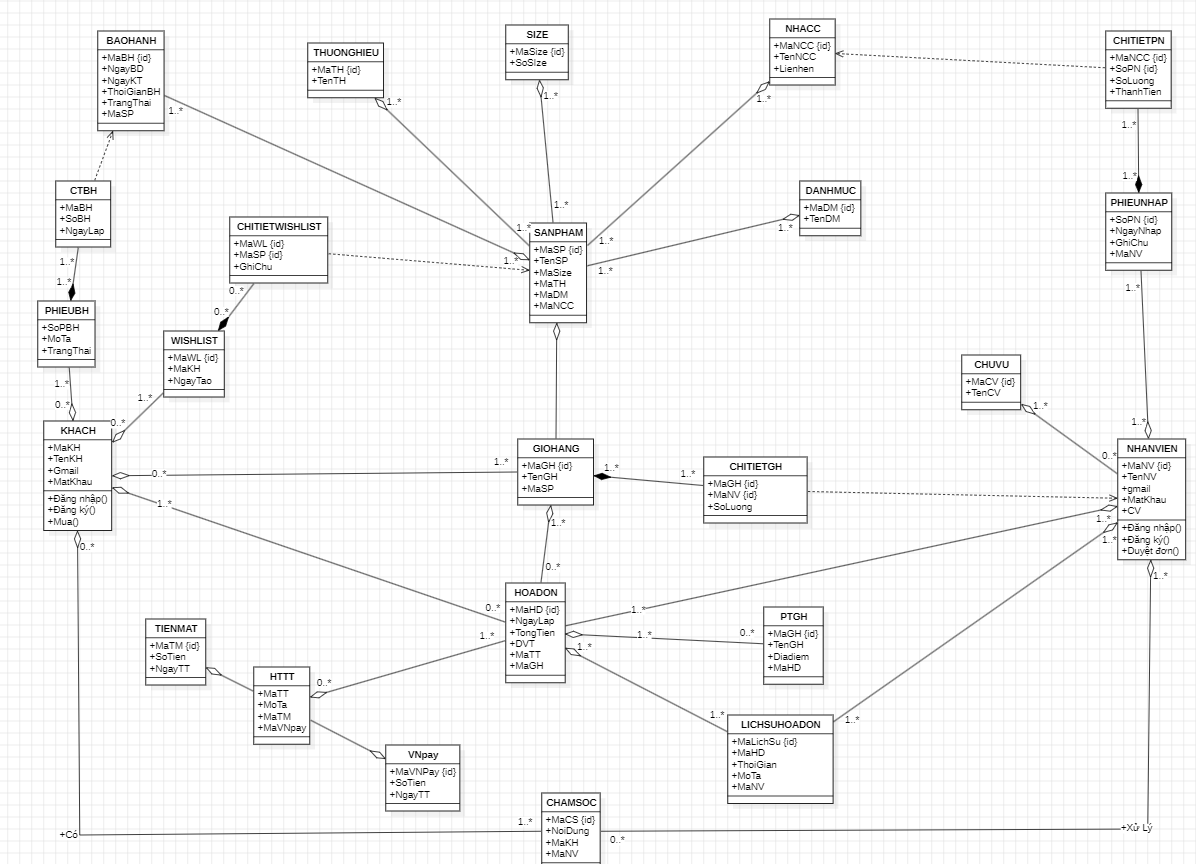 BAOHANH
+MaBH {id}
+NgayBD
+NgayKT
+ThoiGianBH
+TrangThai
+MaSP
1..*
THUONGHIEU
+MaTH {id}
+TenTH
1..*
SIZE
+MaSize {id}
+SoSIze
1..*
NHACC
+MaNCC {id}
+TenNCC
+Lienhen
1..*
CHITIETPN
+MaNCC {id}
+SoPN {id}
+SoLuong
+ThanhTien
1..*
1..*
CTBH
+MaBH
+SoBH
+NgayLap
1..*
1..*
CHITIETWISHLIST
+MaWL {id}
+MaSP {id}
+GhiChu
0..*
0..*
1..*
1..*
1..*
1..*
1..*
SANPHAM
+MaSP {id}
+TenSP
+MaSize
+MaTH
+MaDM
+MaNCC
DANHMUC
+MaDM {id}
+TenDM
1..*
PHIEUNHAP
+SoPN {id}
+NgayNhap
+GhiChu
+MaNV
1..*
1..*
PHIEUBH
+SoPBH
+MoTa
+TrangThai
1..*
0..*
WISHLIST
+MaWL {id}
+MaKH
+NgayTao
1..*
0..*
CHUVU
+MaCV {id}
+TenCV
1..*
0..*
KHACH
+MaKH
+TenKH
+Gmail
+MatKhau
+Đăng nhập()
+Đăng ký()
+Mua()
0..*
1..*
1..*
0..*
GIOHANG
+MaGH {id}
+TenGH
+MaSP
1..*
1..*
1..*
0..*
CHITIETGH
+MaGH {id}
+MaNV {id}
+SoLuong
NHANVIEN
+MaNV {id}
+TenNV
+gmail
+MatKhau
+CV
+Đăng nhập()
+Đăng ký()
+Duyệt đơn()
1..*
1..*
1..*
HOADON
+MaHD {id}
+NgayLap
+TongTien
+DVT
+MaTT
+MaGH
0..*
1..*
1..*
1..*
0..*
1..*
PTGH
+MaGH {id}
+TenGH
+Diadiem
+MaHD
TIENMAT
+MaTM {id}
+SoTien
+NgayTT
HTTT
+MaTT
+MoTa
+MaTM
+MaVNpay
0..*
VNpay
+MaVNPay {id}
+SoTien
+NgayTT
1..*
1..*
LICHSUHOADON
+MaLichSu {id}
+MaHD
+ThoiGian
+MoTa
+MaNV
+Có
1..*
CHAMSOC
+MaCS {id}
+NoiDung
+MaKH
+MaNV
0..*
+Xử Lý